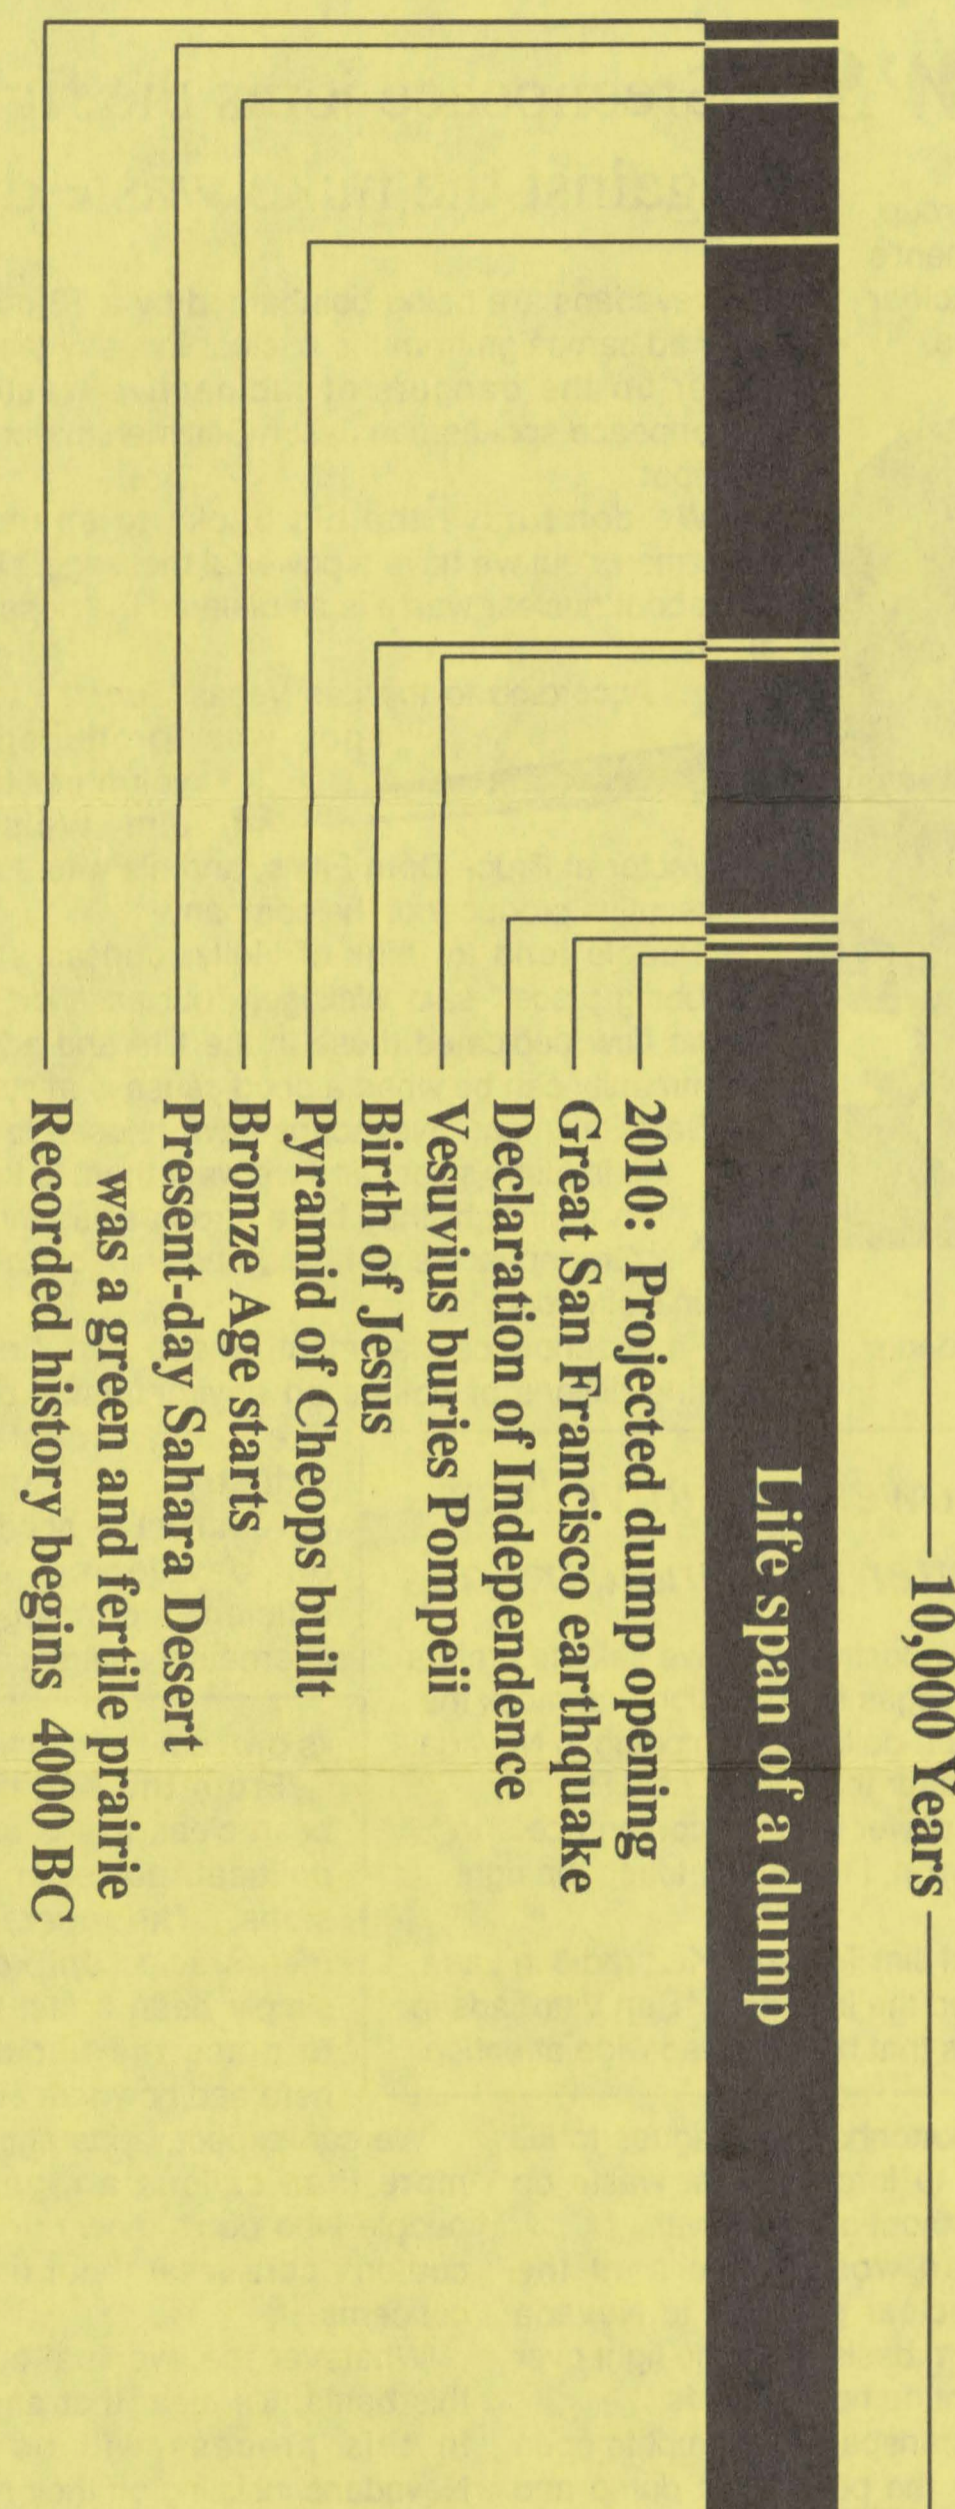 10,000 Years
Life span of a dump
2010: Projected dump opening
Great San Francisco earthquake
Declaration of Independence
Vesuvius buries Pompeii
Birth of Jesus
Pyramid of Cheops built
Bronze Age starts
Present-day Sahara Desert
was a green and fertile prairie
Recorded history begins 4000 BC